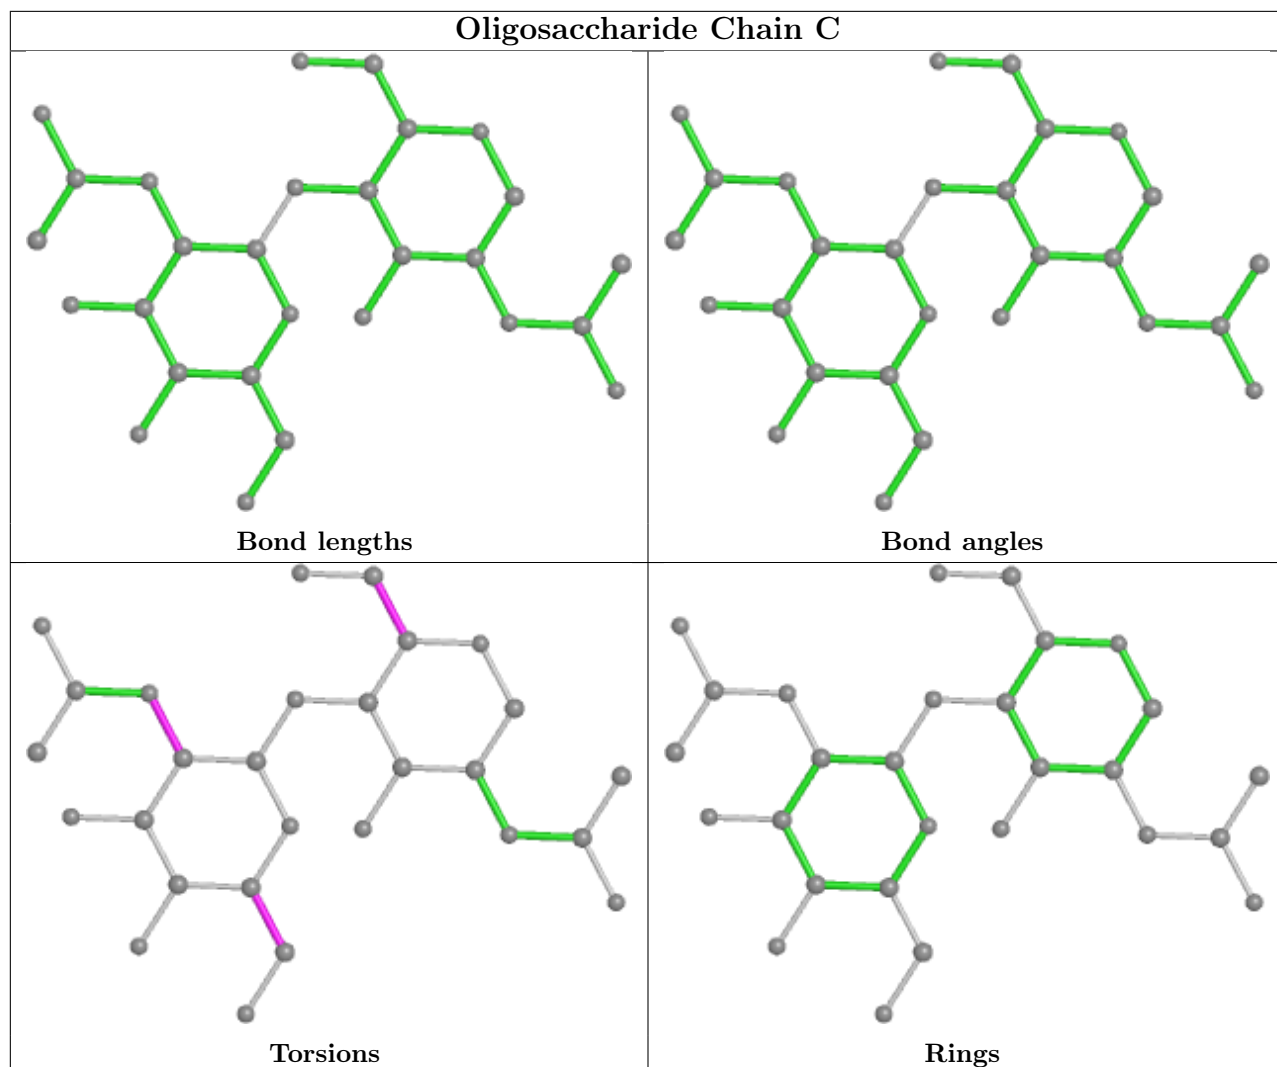 Oligosaccharide Chain C
Bond lengths
Bond angles
Torsions
Rings